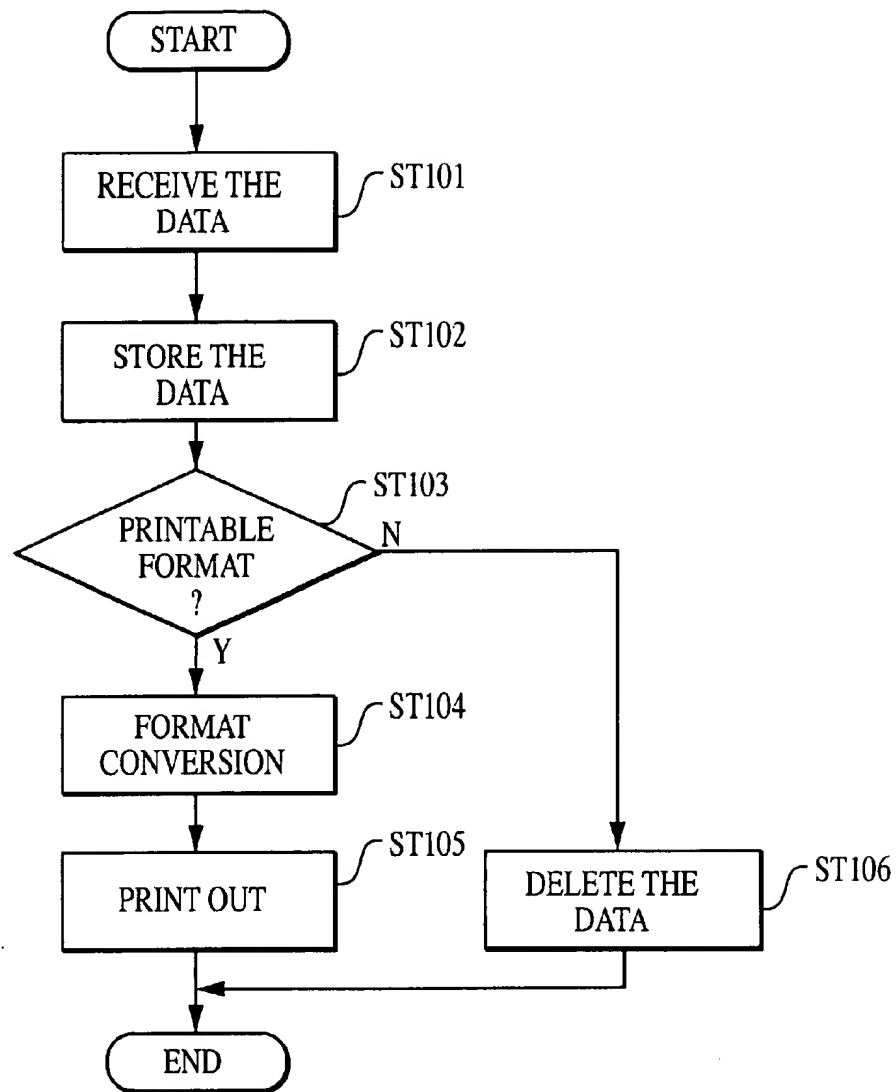 START
RECEIVE THE
DATA
ST101
STORE THE
DATA
ST102
PRINTABLE
FORMAT
?
ST103
N
Y
FORMAT
CONVERSION
ST104
PRINT OUT
ST105
DELETE THE
DATA
ST106
END